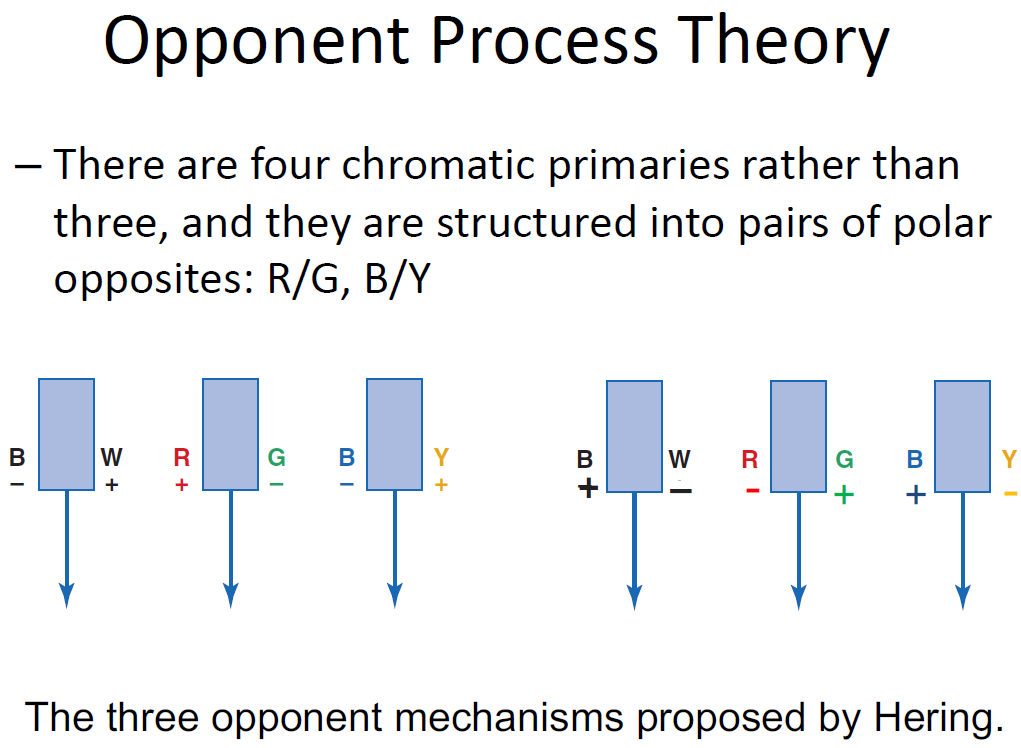 Opponent Process Theory
– There are four chromatic primaries rather than
three, and they are structured into pairs of polar
opposites: R/G, B/Y
B W R G B Y B W R G B Y
– + + – – + + – – + + –
The three opponent mechanisms proposed by Hering.